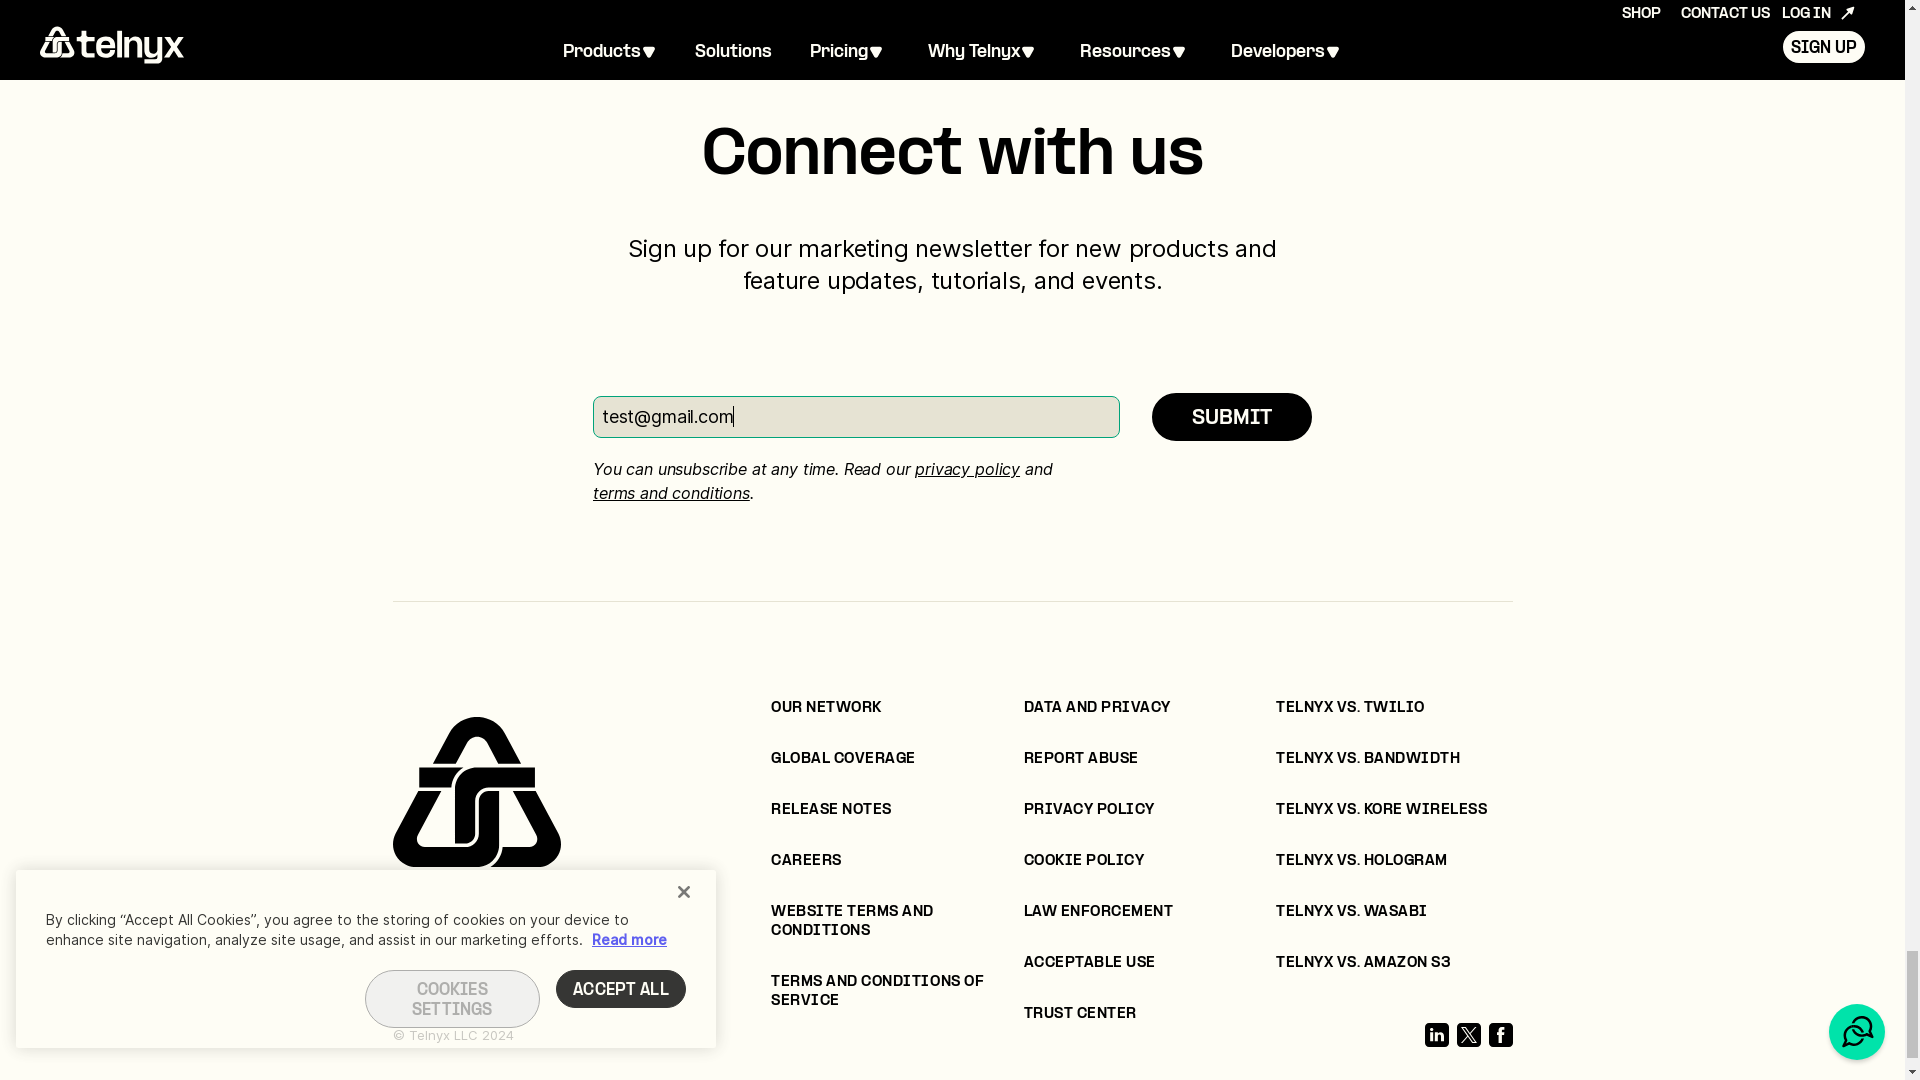 SHOP CONTACT US LOG IN
telnyx Products Solutions Pricing Why Telnyx Resources Developers SIGN UP
Connect with us
Sign up for our marketing newsletter for new products and
feature updates, tutorials, and events.
test@gmail.com SUBMIT
You can unsubscribe at any time. Read our privacy policy and
terms and conditions.
OUR NETWORK
GLOBAL COVERAGE
RELEASE NOTES
CAREERS
WEBSITE TERMS AND
CONDITIONS
TERMS AND CONDITIONS OF
SERVICE
DATA AND PRIVACY
REPORT ABUSE
PRIVACY POLICY
COOKIE POLICY
LAW ENFORCEMENT
ACCEPTABLE USE
TRUST CENTER
TELNYX VS. TWILIO
TELNYX VS. BANDWIDTH
TELNYX VS. KORE WIRELESS
TELNYX VS. HOLOGRAM
TELNYX VS. WASABI
TELNYX VS. AMAZON S3
By clicking “Accept All Cookies”, you agree to the storing of cookies on your device to
enhance site navigation, analyze site usage, and assist in our marketing efforts. Read more
COOKIES
SETTINGS
ACCEPT ALL
© Telnyx LLC 2024